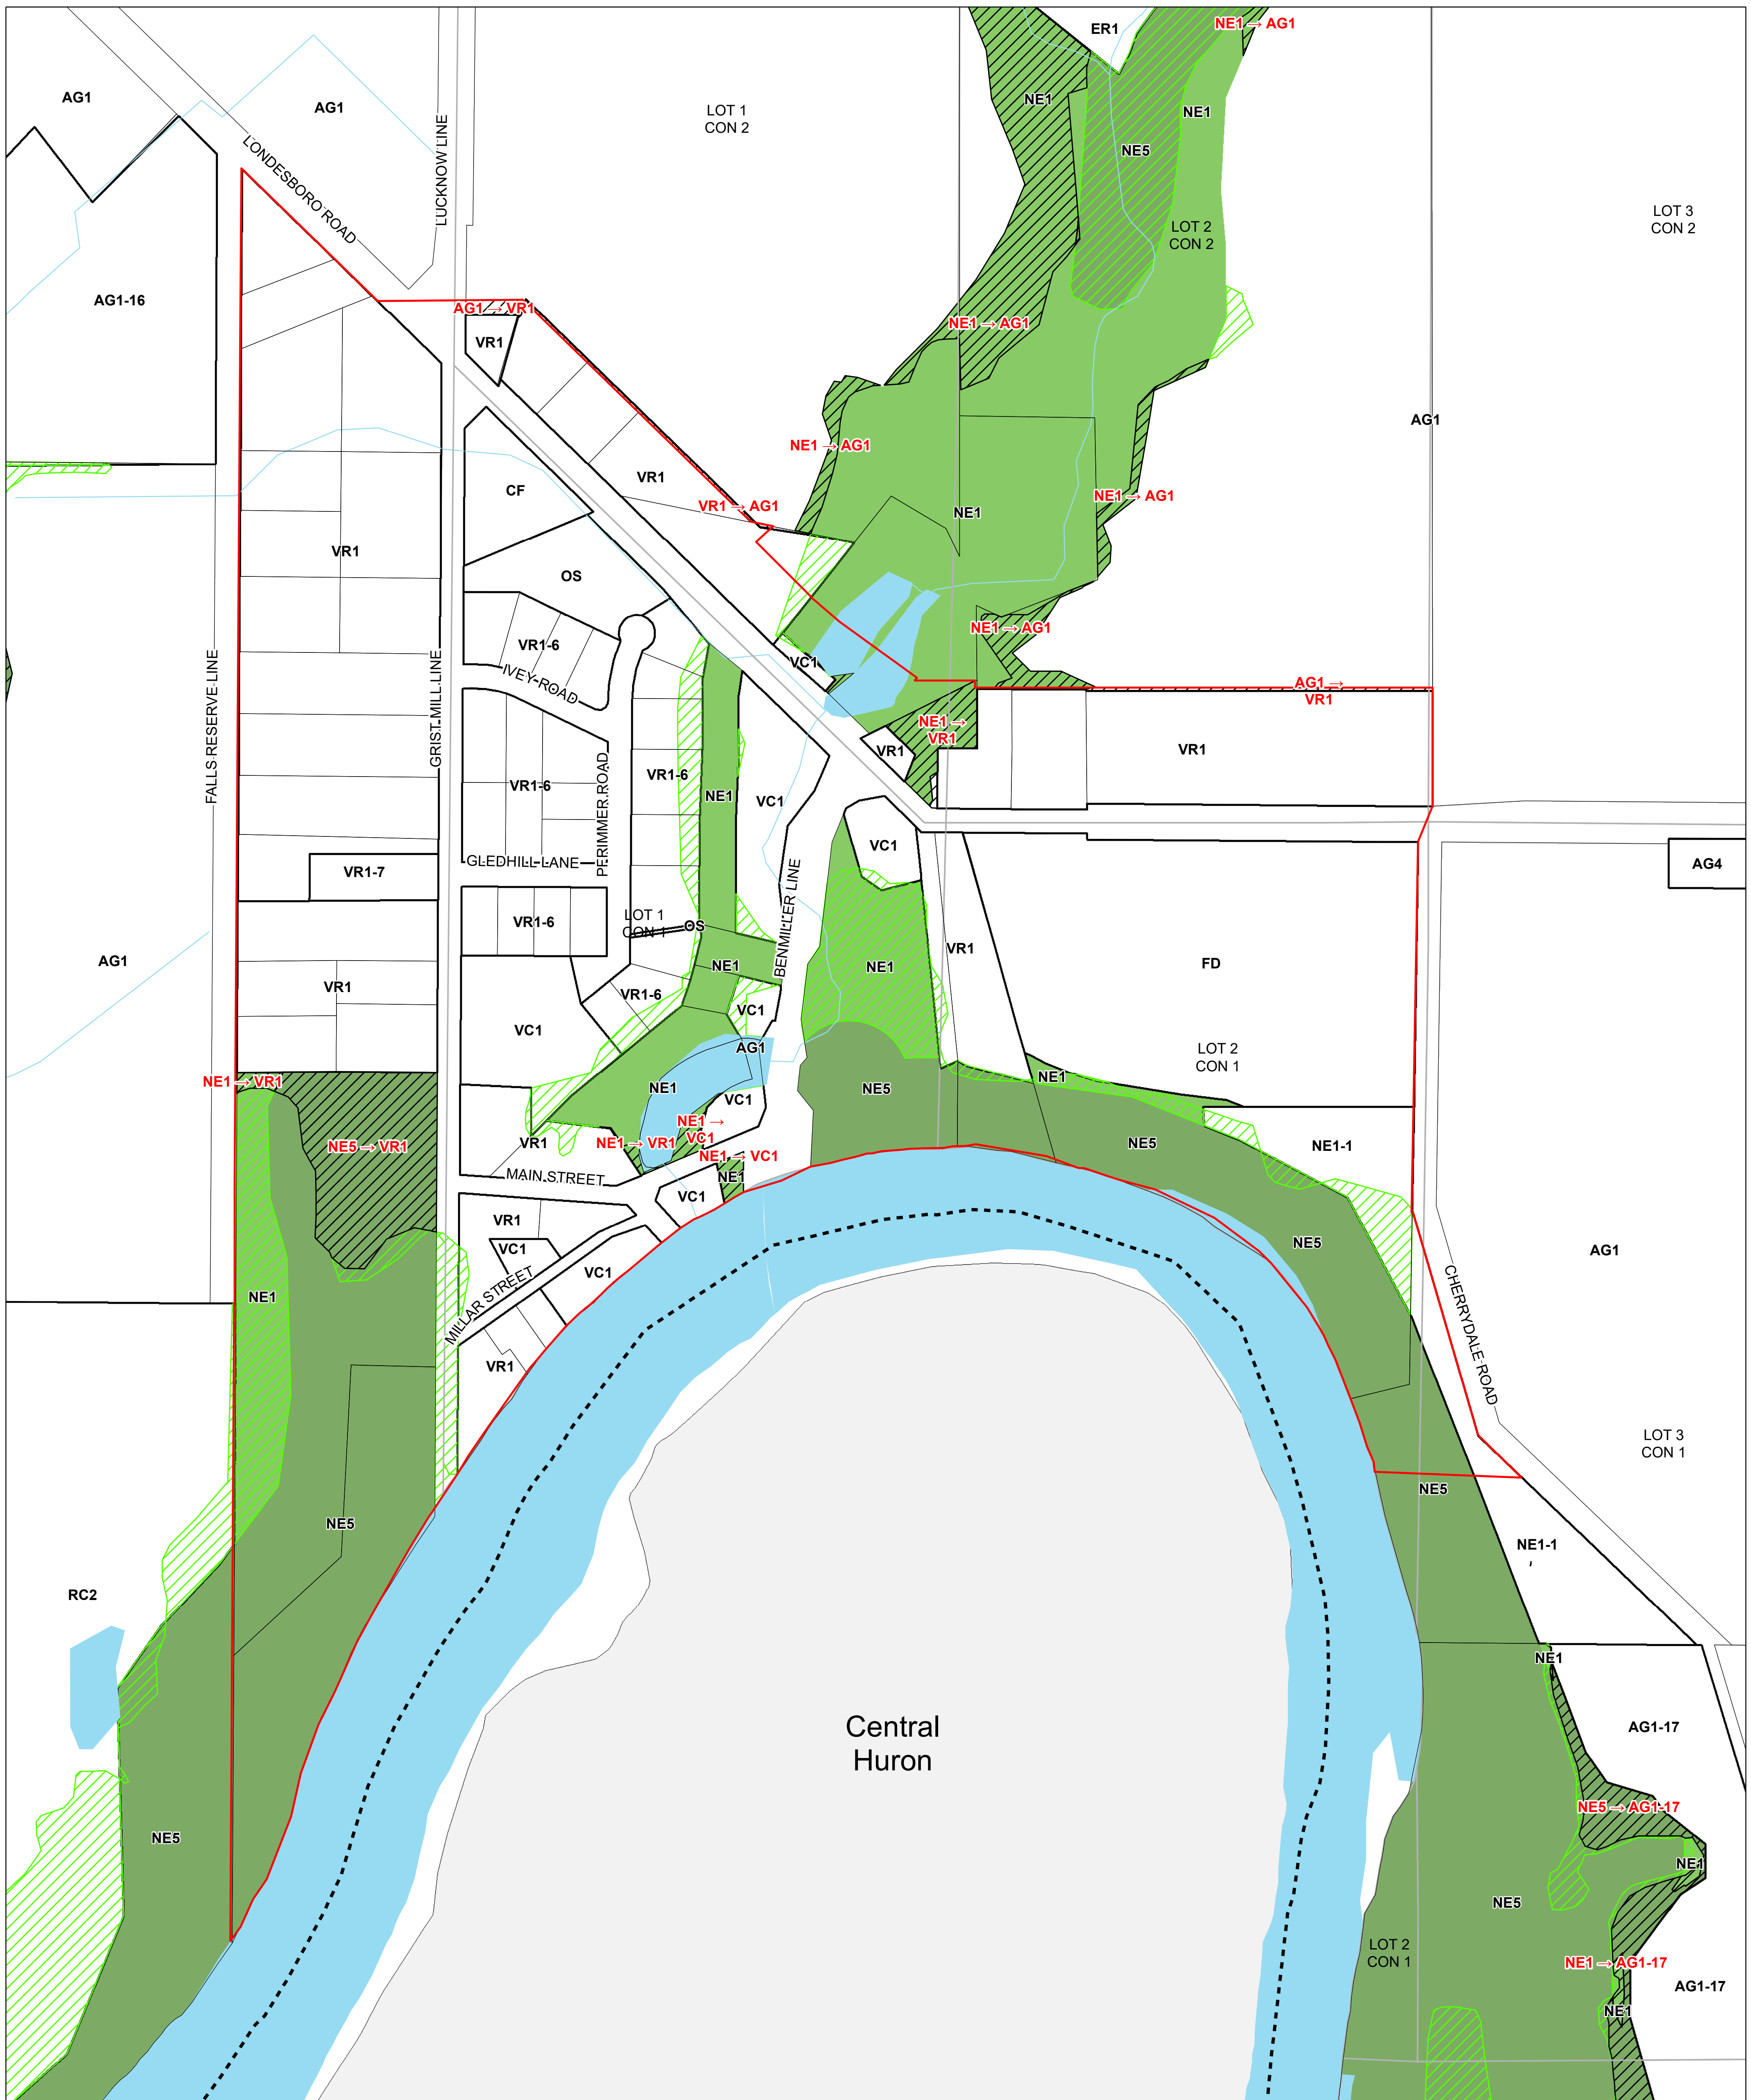 ER1
NE1 → AG1
AG1
AG1
NE1
NE1
LOT 1
CON 2
LUCKNOW LINE
NE5
LONDESBORO ROAD
LOT 3
CON 2
LOT 2
CON 2
AG1-16
AG1 → VR1
NE1 → AG1
VR1
AG1
NE1 → AG1
VR1
CF
NE1 → AG1
VR1 → AG1
NE1
VR1
OS
NE1 → AG1
VR1-6
VC1
IVEY ROAD
FALLS RESERVE LINE
GRIST MILL LINE
AG1 →
VR1
NE1 →
VR1
VR1
VR1
VR1-6
VR1-6
PERIMMER ROAD
NE1
VC1
VC1
GLEDHILL LANE
AG4
VR1-7
BENMILLER LINE
VR1-6
LOT 1
CON 1
OS
VR1
AG1
NE1
NE1
FD
VR1
VR1-6
VC1
VC1
AG1
LOT 2
CON 1
NE1 → VR1
NE1
NE1
NE5
VC1
NE1 →
VC1
NE5 → VR1
VR1
NE1 → VR1
NE5
NE1-1
NE1 → VC1
MAIN STREET
NE1
VC1
VR1
VC1
NE5
AG1
VC1
NE1
MILLAR STREET
CHERRYDALE ROAD
VR1
LOT 3
CON 1
NE5
NE5
NE1-1
RC2
NE1
Central
Huron
AG1-17
NE5 → AG1-17
NE5
NE1
NE5
LOT 2
CON 1
NE1 → AG1-17
AG1-17
NE1